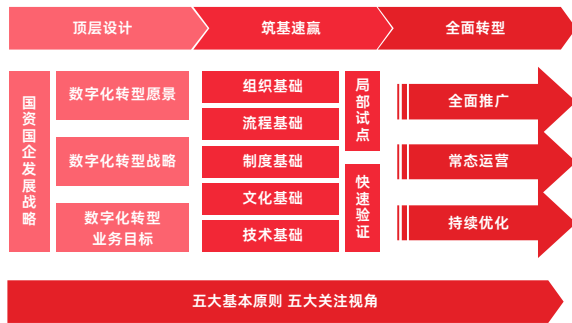 顶层设计
筑基速赢
全面转型
国资国企发展战略
数字化转型愿景
数字化转型战略
数字化转型
业务目标
组织基础
流程基础
制度基础
文化基础
技术基础
局部试点
快速验证
全面推广
常态运营
持续优化
五大基本原则 五大关注视角